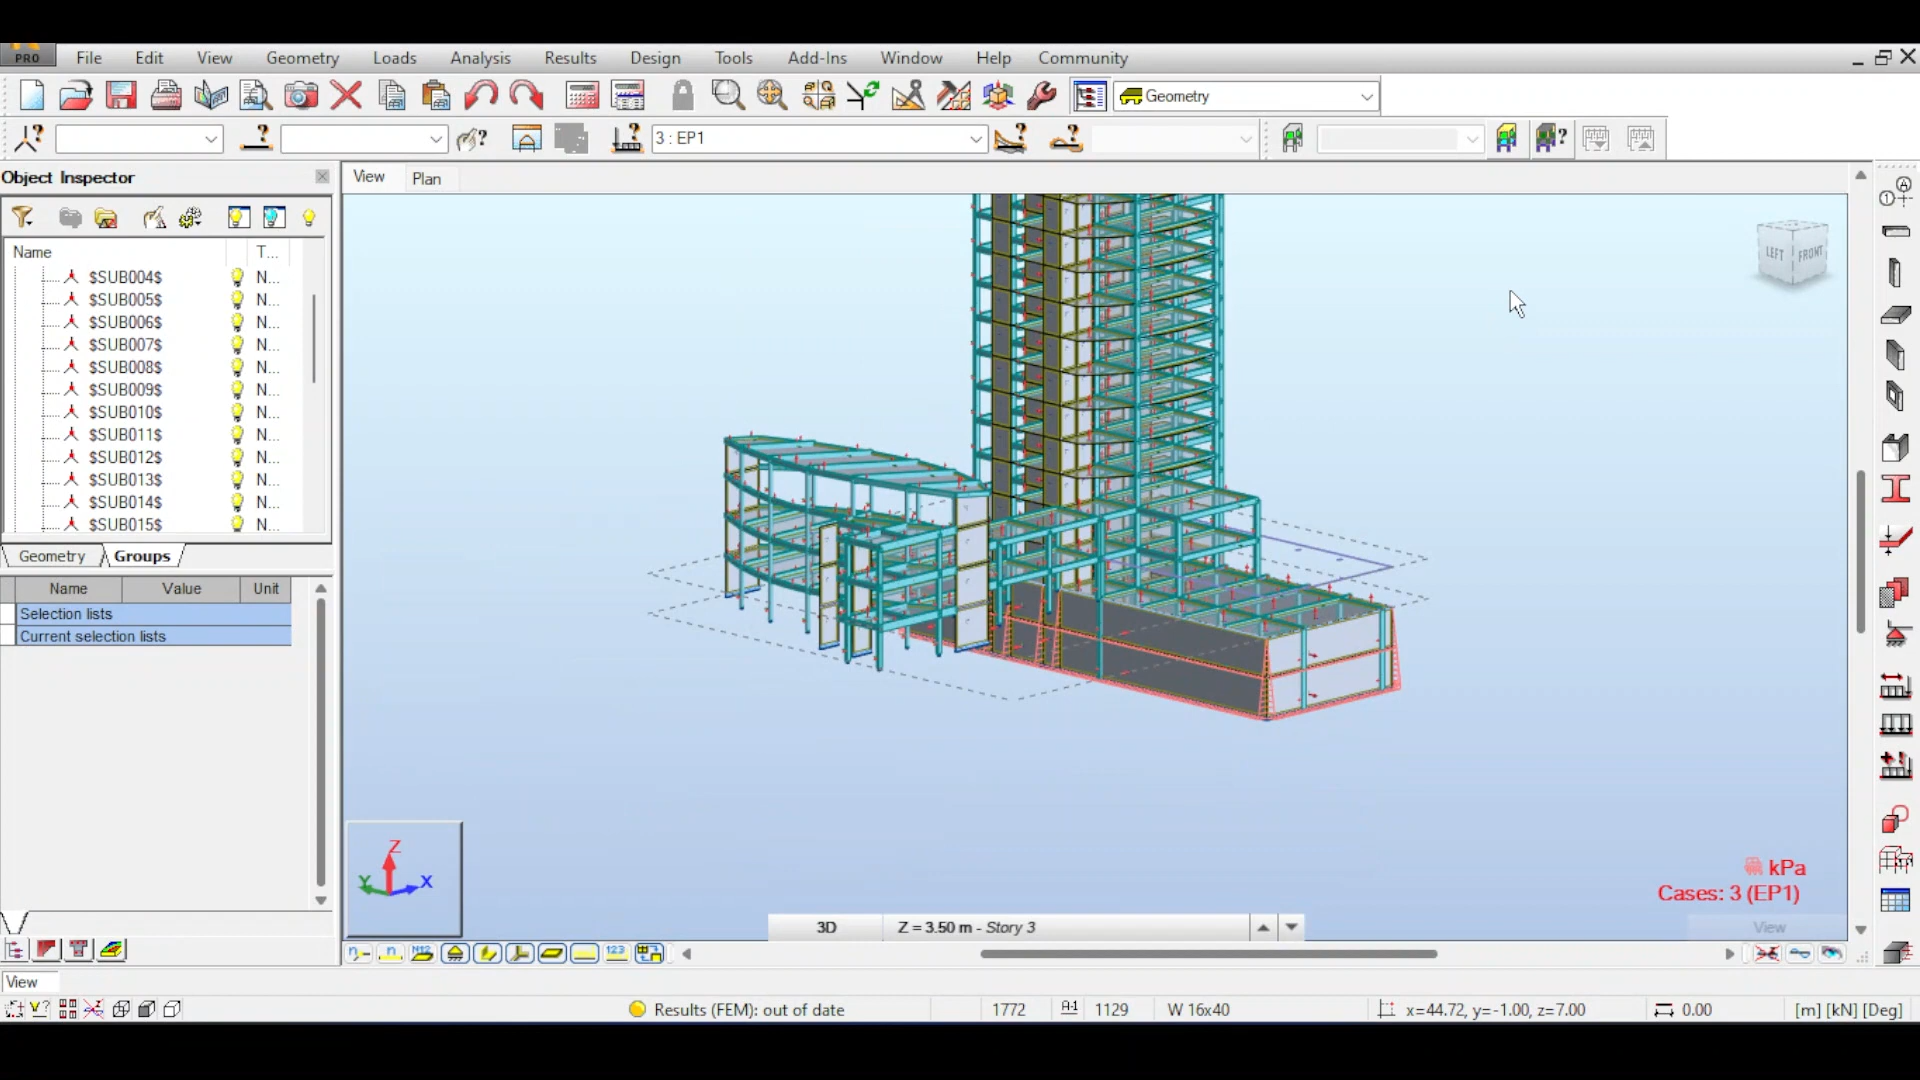 PRO File Edit View Geometry Loads Analysis Results Design Tools Add-Ins Window Help Community
Geometry
3 : EP1
Object Inspector
View Plan
Name T...
$SUB004$ N...
$SUB005$ N...
$SUB006$ N...
$SUB007$ N...
$SUB008$ N...
$SUB009$ N...
$SUB010$ N...
$SUB011$ N...
$SUB012$ N...
$SUB013$ N...
$SUB014$ N...
$SUB015$ N...
Geometry Groups
Name Value Unit
Selection lists
Current selection lists
LEFT FRONT
Z
Y X
kPa
Cases: 3 (EP1)
3D Z = 3.50 m - Story 3
View
View
Results (FEM): out of date 1772 1129 W 16x40 x=44.72, y=-1.00, z=7.00 0.00 [m] [kN] [Deg]